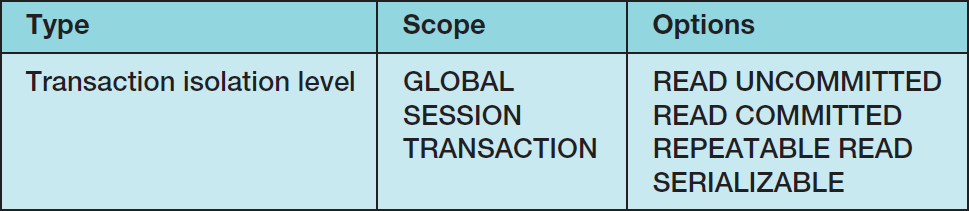 Type Scope Options
Transaction isolation level GLOBAL READ UNCOMMITTED
SESSION READ COMMITTED
TRANSACTION REPEATABLE READ
SERIALIZABLE